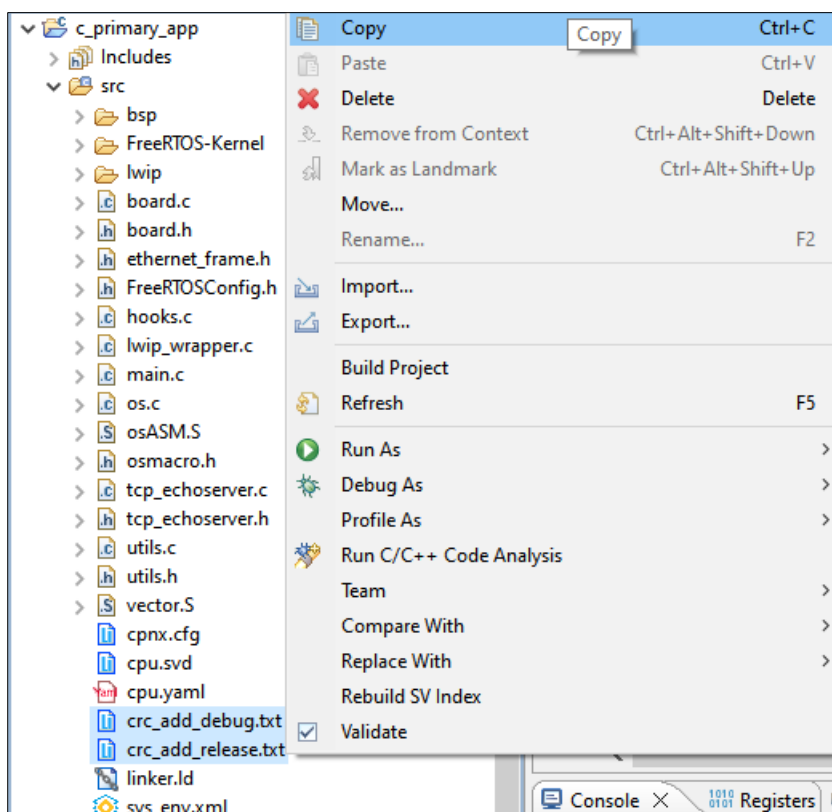 c_primary_app
Includes
src
bsp
FreeRTOS-Kernel
lwip
board.c
board.h
ethernet_frame.h
FreeRTOSConfig.h
hooks.c
lwip_wrapper.c
main.c
os.c
osASM.S
osmacro.h
tcp_echoserver.c
tcp_echoserver.h
utils.c
utils.h
vector.S
cpnx.cfg
cpu.svd
cpu.yaml
crc_add_debug.txt
crc_add_release.txt
linker.ld
sys_env.xml
Copy Ctrl+C
Copy
Paste Ctrl+V
Delete Delete
Remove from Context Ctrl+Alt+Shift+Down
Mark as Landmark Ctrl+Alt+Shift+Up
Move...
Rename... F2
Import...
Export...
Build Project
Refresh F5
Run As
Debug As
Profile As
Run C/C++ Code Analysis
Team
Compare With
Replace With
Rebuild SV Index
Validate
Console Registers